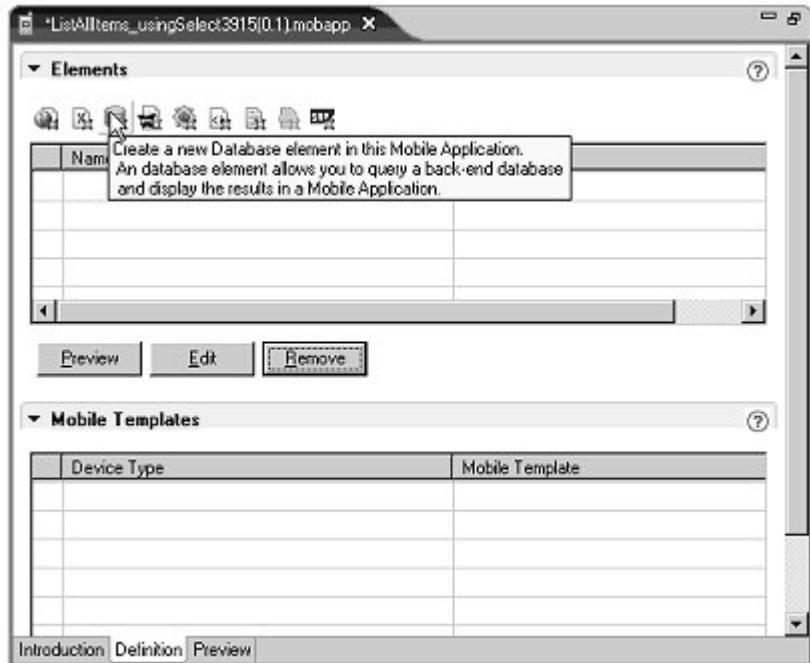 *ListAllItems_usingSelect3915(0.1).mobapp X
Elements
?
Create a new Database element in this Mobile Application.
Name
An database element allows you to query a back-end database
and display the results in a Mobile Application.
Preview Edit Remove
Mobile Templates
?
Device Type Mobile Template
Introduction Definition Preview